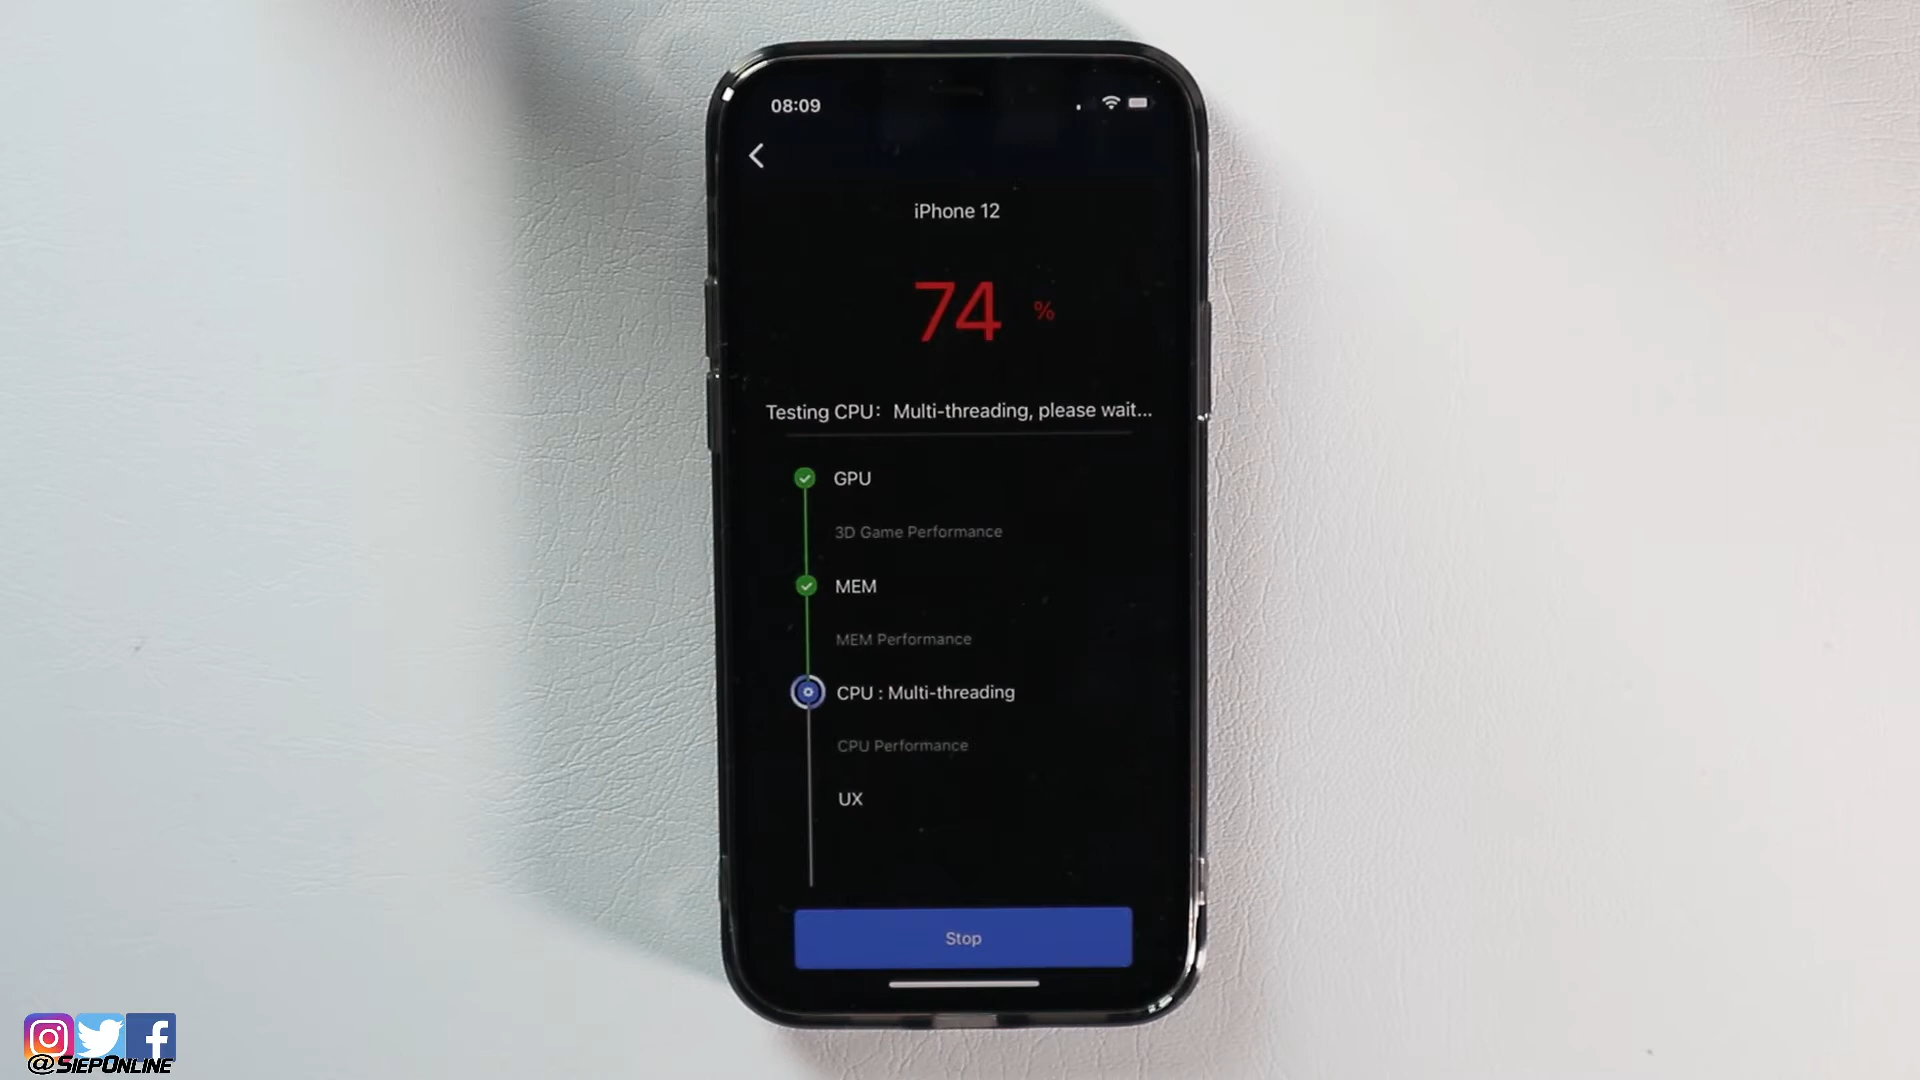 08:09
iPhone 12
74 %
Testing CPU: Multi-threading, please wait...
GPU
3D Game Performance
MEM
MEM Performance
CPU : Multi-threading
CPU Performance
UX
Stop
@SiepOnline